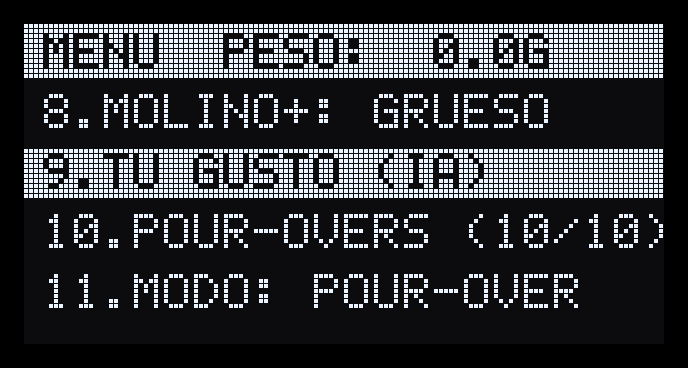 MENU  PESO:  0.0G
8.MOLINO+: GRUESO
9.TU GUSTO (IA)
10.POUR-OVERS (10/10)
11.MODO: POUR-OVER